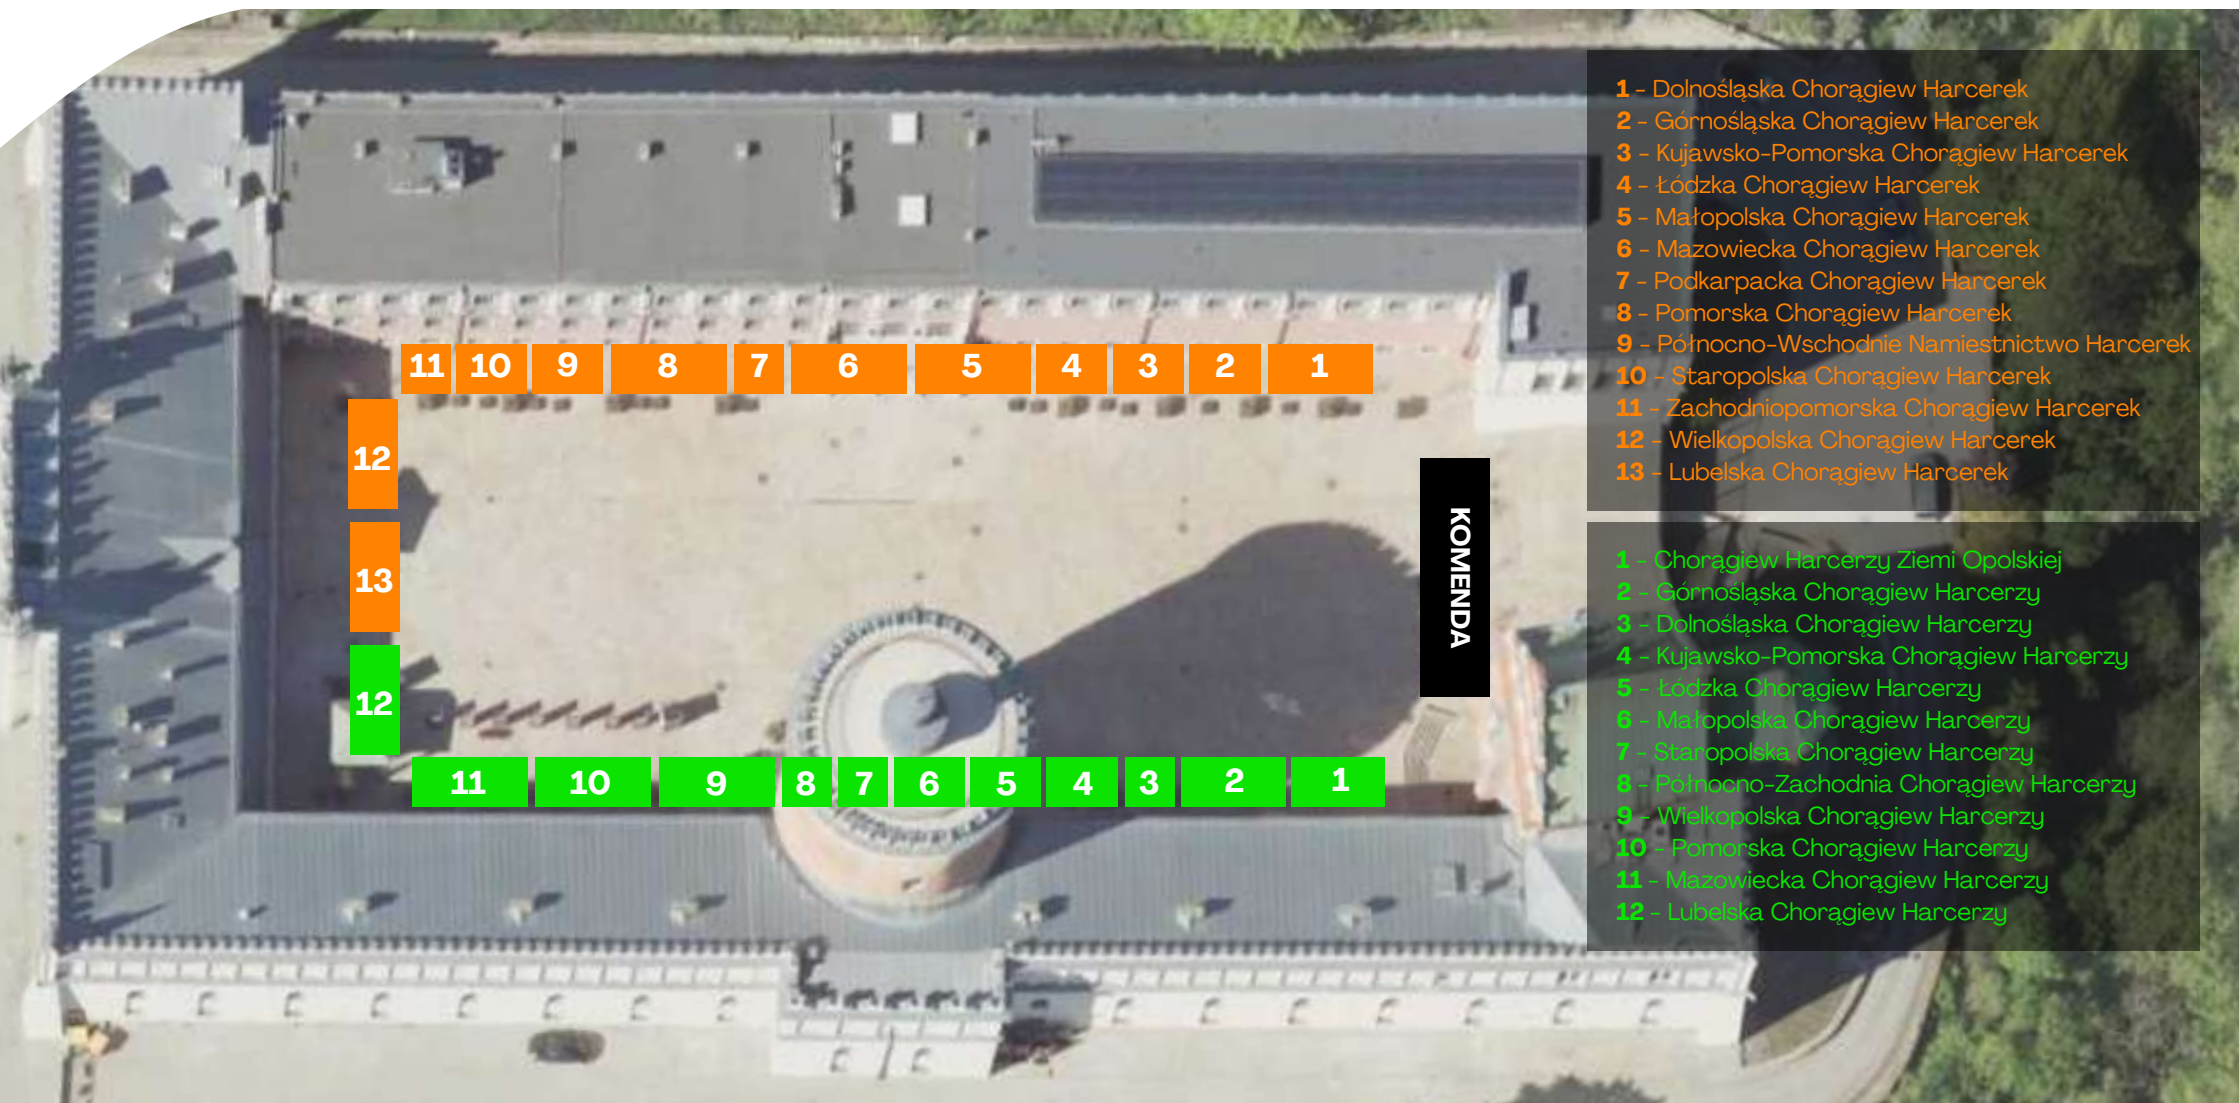 1 - Dolnośląska Chorągiew Harcerek
2 - Górnośląska Chorągiew Harcerek
3 - Kujawsko-Pomorska Chorągiew Harcerek
4 - Łódzka Chorągiew Harcerek
5 - Małopolska Chorągiew Harcerek
6 - Mazowiecka Chorągiew Harcerek
7 - Podkarpacka Chorągiew Harcerek
8 - Pomorska Chorągiew Harcerek
9 - Północno-Wschodnie Namiestnictwo Harcerek
10 - Staropolska Chorągiew Harcerek
11 - Zachodniopomorska Chorągiew Harcerek
12 - Wielkopolska Chorągiew Harcerek
13 - Lubelska Chorągiew Harcerek
11 10 9 8 7 6 5 4 3 2 1
12
13
12
KOMENDA
11 10 9 8 7 6 5 4 3 2 1
1 - Chorągiew Harcerzy Ziemi Opolskiej
2 - Górnośląska Chorągiew Harcerzy
3 - Dolnośląska Chorągiew Harcerzy
4 - Kujawsko-Pomorska Chorągiew Harcerzy
5 - Łódzka Chorągiew Harcerzy
6 - Małopolska Chorągiew Harcerzy
7 - Staropolska Chorągiew Harcerzy
8 - Północno-Zachodnia Chorągiew Harcerzy
9 - Wielkopolska Chorągiew Harcerzy
10 - Pomorska Chorągiew Harcerzy
11 - Mazowiecka Chorągiew Harcerzy
12 - Lubelska Chorągiew Harcerzy